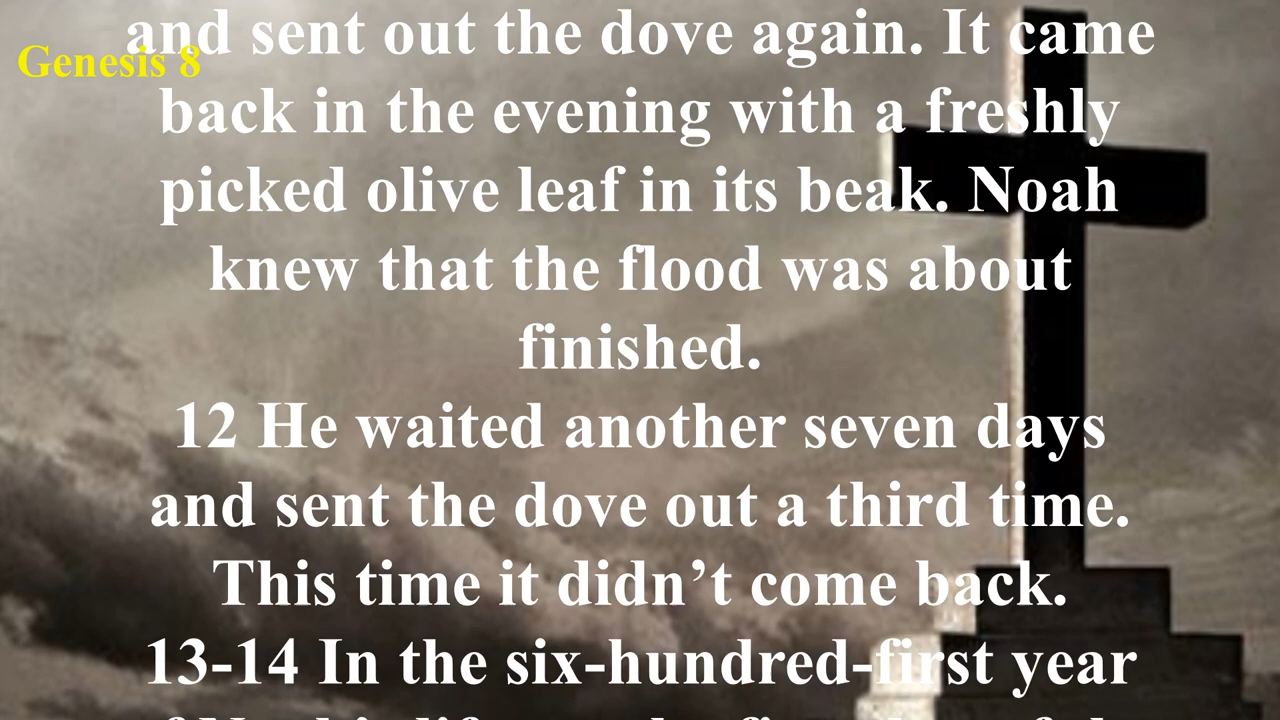 Genesis 8
and sent out the dove again. It came
back in the evening with a freshly
picked olive leaf in its beak. Noah
knew that the flood was about
finished.
12 He waited another seven days
and sent the dove out a third time.
This time it didn’t come back.
13-14 In the six-hundred-first year